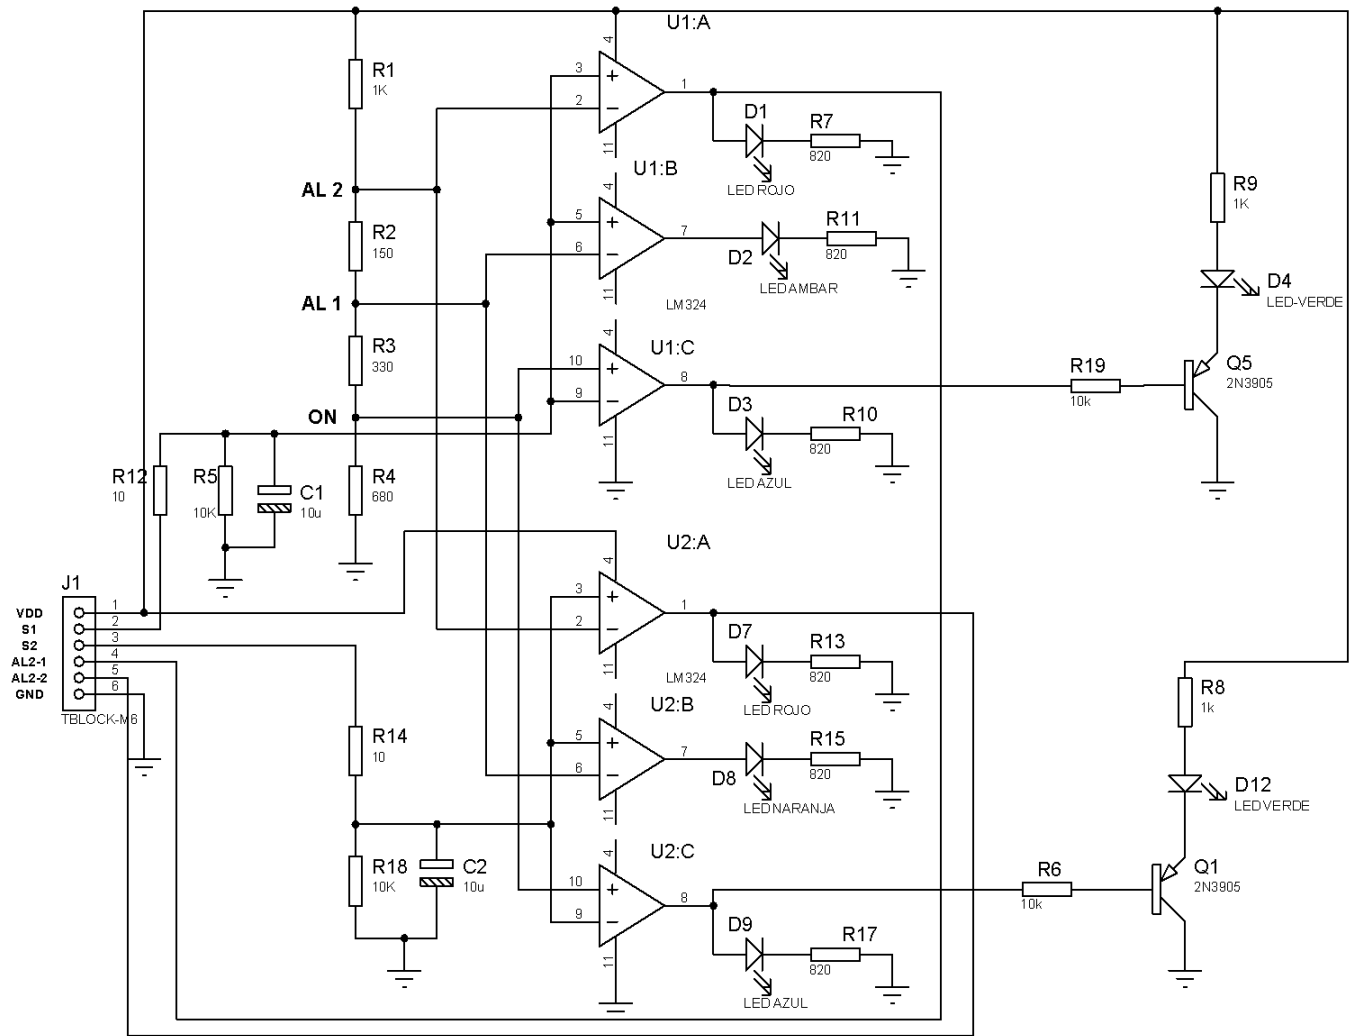 U1:A
4
3
1
2
11
R1
1K
D1
R7
820
LED ROJO
AL 2
U1:B
4
5
7
6
11
R2
150
D2
R11
820
LED AMBAR
LM324
R9
1K
D4
LED-VERDE
AL 1
U1:C
4
10
8
9
11
R3
330
D3
R10
820
LED AZUL
R19
10k
Q5
2N3905
ON
R12
10
R5
10K
C1
10u
R4
680
U2:A
4
3
1
2
11
LM324
D7
R13
820
LED ROJO
J1
VDD
1
S1
2
S2
3
AL2-1
4
AL2-2
5
GND
6
TBLOCK-M6
R14
10
U2:B
4
5
7
6
11
D8
R15
820
LED NARANJA
R8
1k
D12
LED VERDE
R18
10K
C2
10u
U2:C
4
10
8
9
11
D9
R17
820
LED AZUL
R6
10k
Q1
2N3905